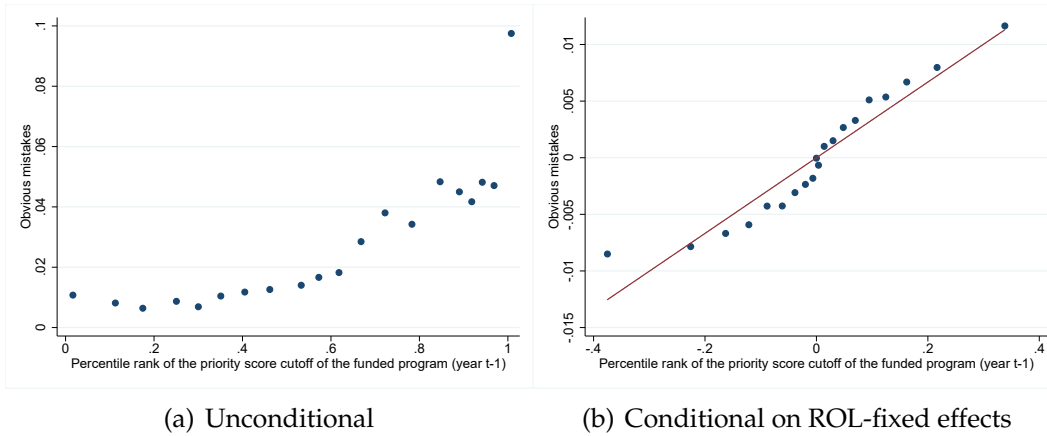 Obvious mistakes
.1
.08
.06
.04
.02
0
0 .2 .4 .6 .8 1
Percentile rank of the priority score cutoff of the funded program (year t-1)
(a) Unconditional
Obvious mistakes
.01
.005
0
-.005
-.01
-.015
-.4 -.2 0 .2 .4
Percentile rank of the priority score cutoff of the funded program (year t-1)
(b) Conditional on ROL-fixed effects